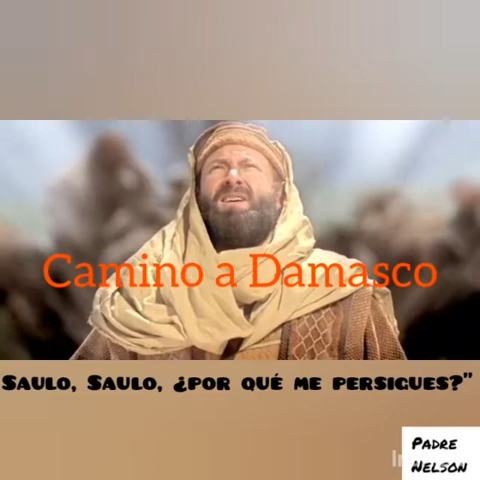 Camino a Damasco
Saulo, Saulo, ¿por qué me persigues?"
Padre
Nelson